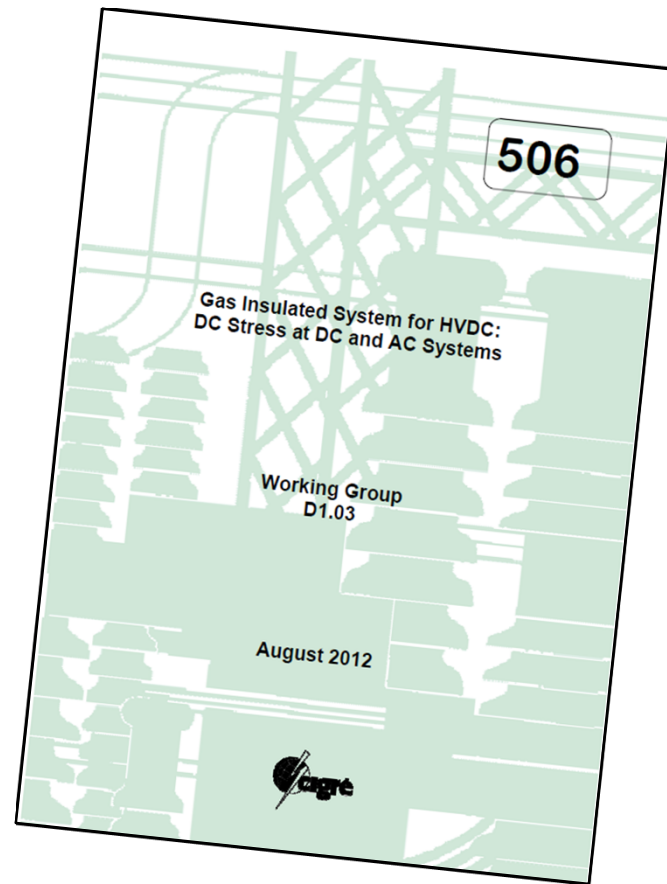 506
Gas Insulated System for HVDC:
DC Stress at DC and AC Systems
Working Group
D1.03
August 2012
cigré